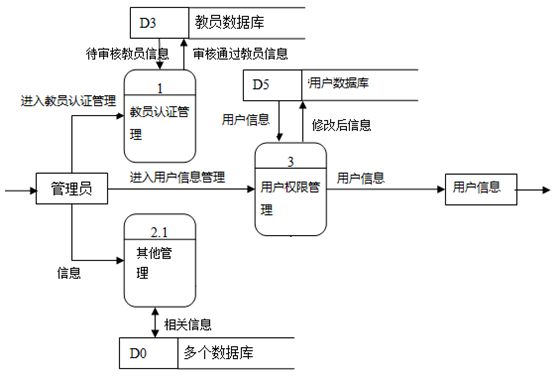 D3 教员数据库
待审核教员信息 审核通过教员信息
1
教员认证管
理
进入教员认证管理
D5 用户数据库
用户信息 修改后信息
3
用户权限管
理
管理员
进入用户信息管理
用户信息
用户信息
2.1
其他管
理
信息
相关信息
D0 多个数据库